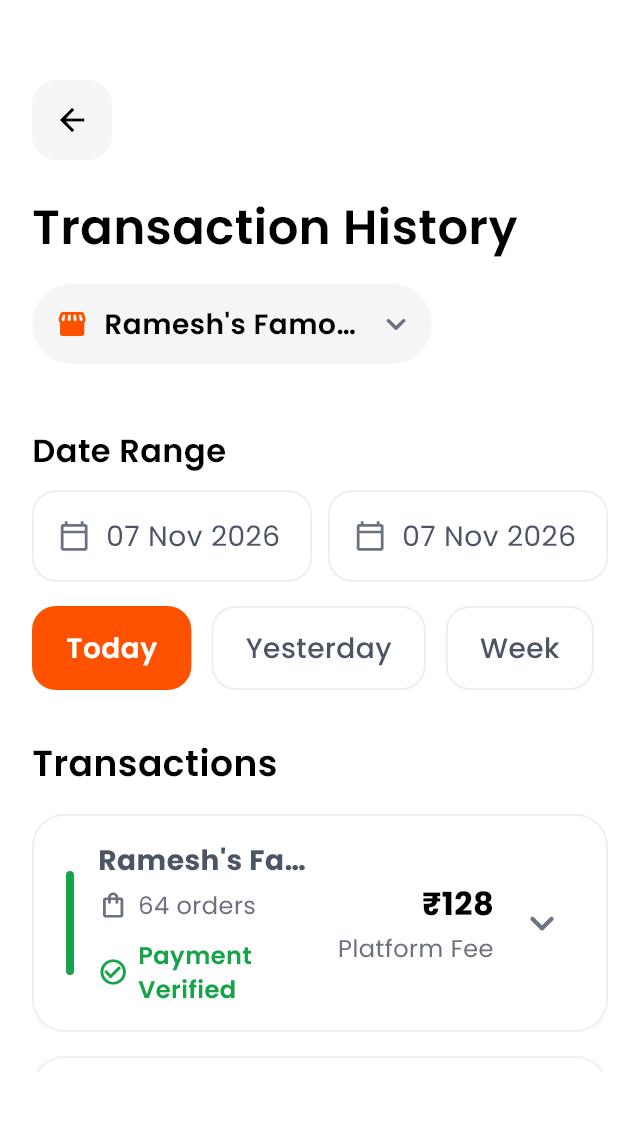 Transaction History
Ramesh's Famo...
Date Range
07 Nov 2026
07 Nov 2026
Today
Yesterday
Week
Transactions
Ramesh's Fa...
64 orders
Payment
Verified
₹128
Platform Fee